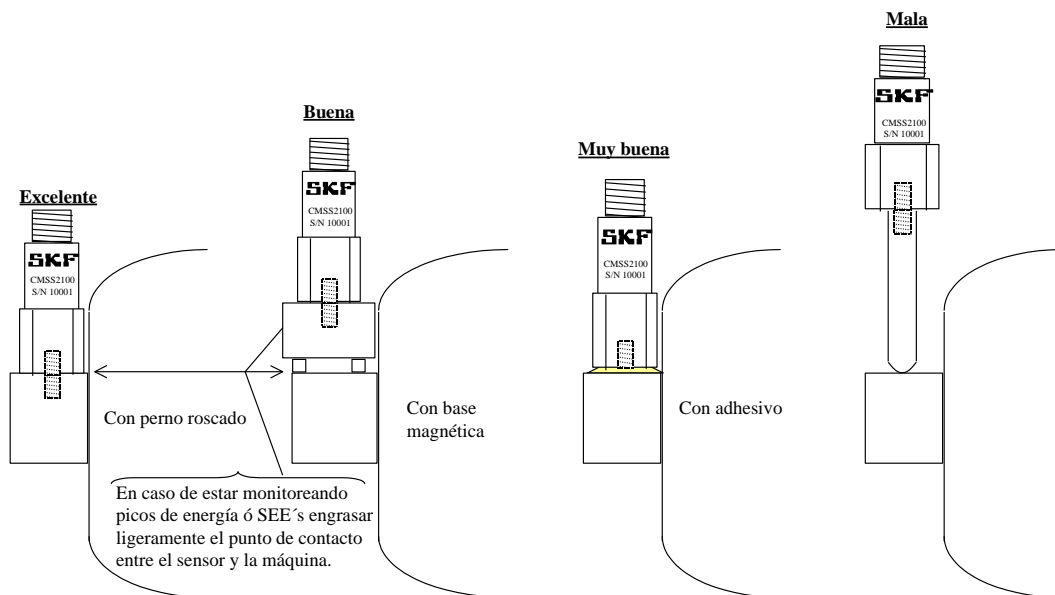 Excelente
SKF
CMSS2100
S/N 10001
Con perno roscado
Buena
SKF
CMSS2100
S/N 10001
Con base
magnética
En caso de estar monitoreando
picos de energía ó SEE´s engrasar
ligeramente el punto de contacto
entre el sensor y la máquina.
Muy buena
SKF
CMSS2100
S/N 10001
Con adhesivo
Mala
SKF
CMSS2100
S/N 10001